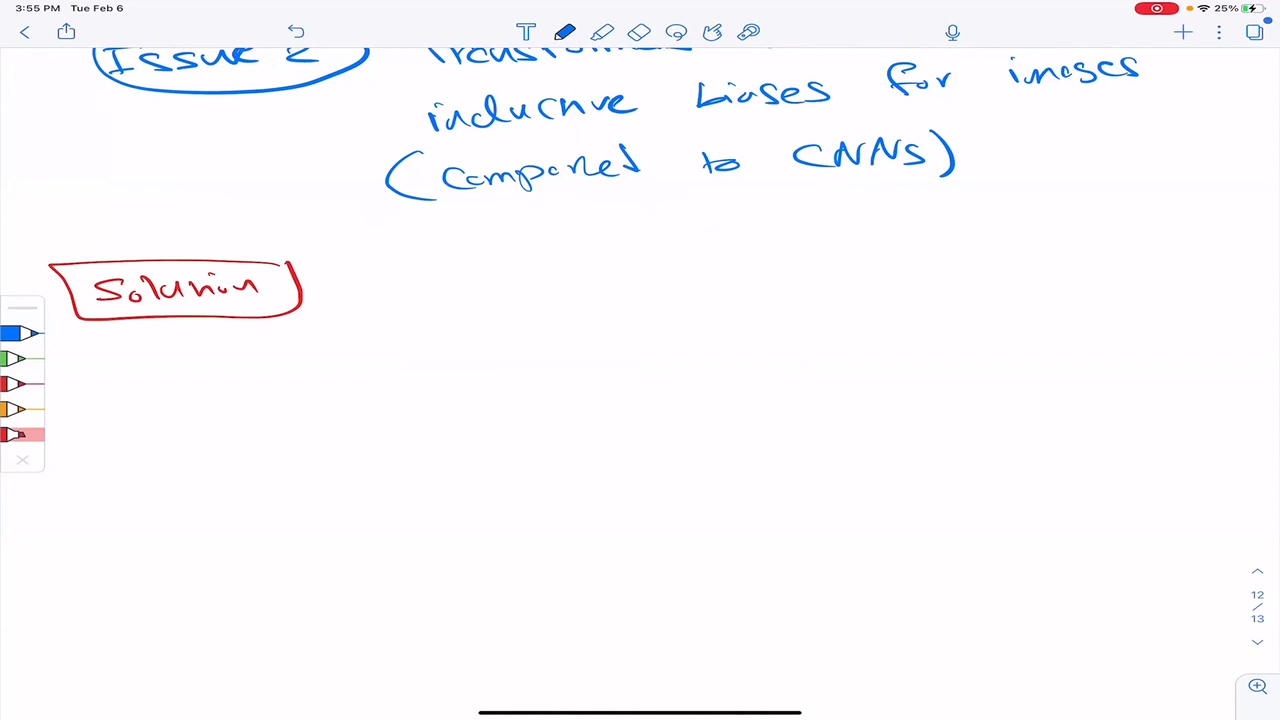 3:55 PM Tue Feb 6
25%
T
Issue 2
inductive biases for images
(compared to CNNs)
Solution
12
13